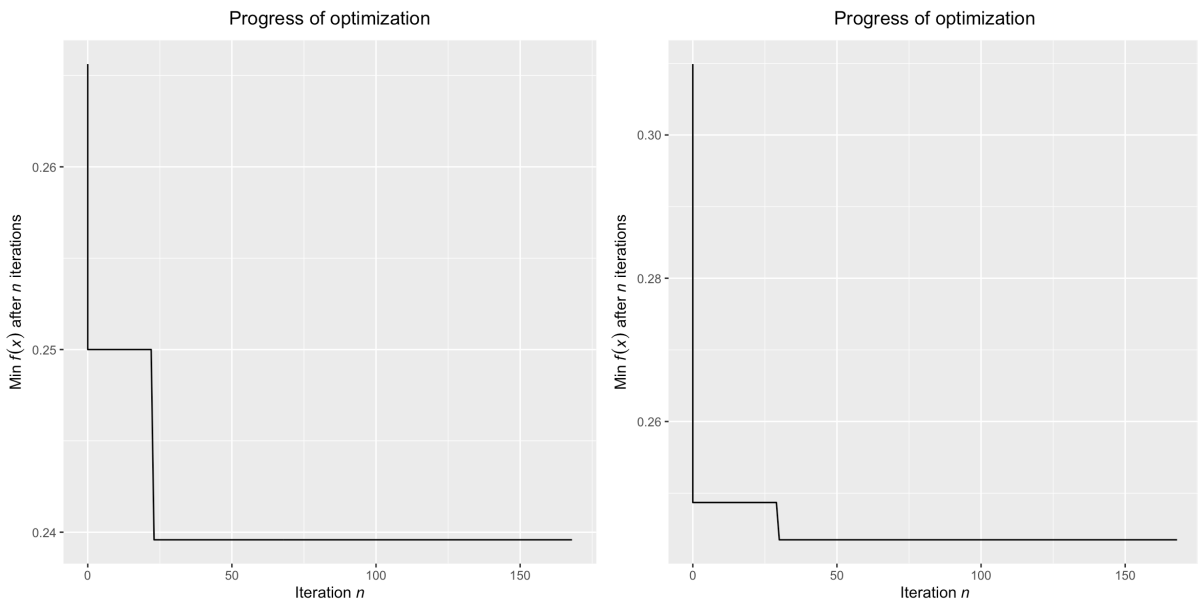 Progress of optimization
Min f(x) after n iterations
0.26
0.25
0.24
0
50
100
150
Iteration n
Progress of optimization
Min f(x) after n iterations
0.30
0.28
0.26
0
50
100
150
Iteration n